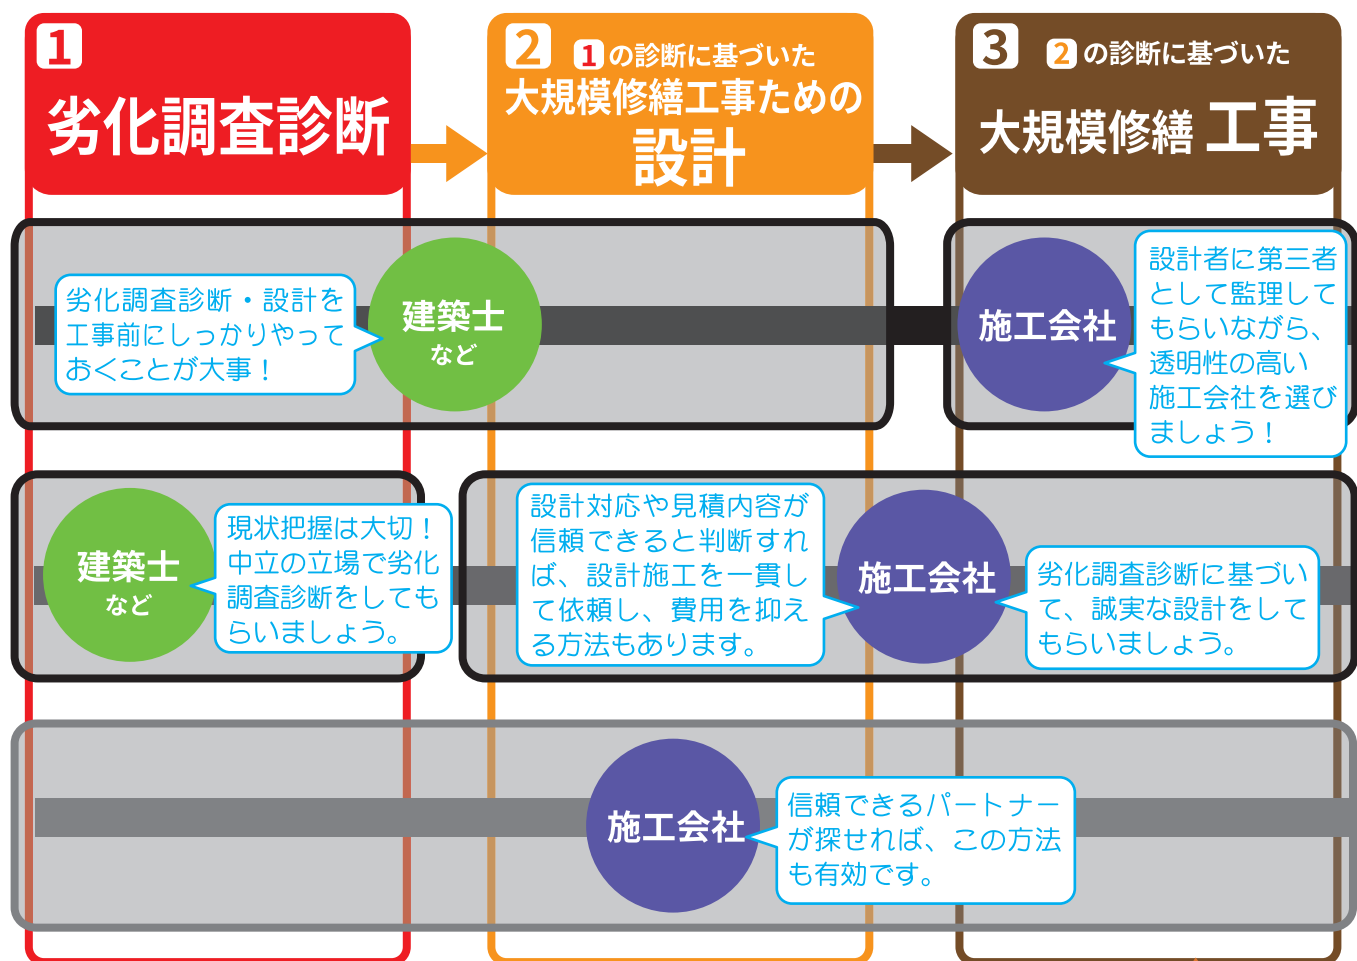 1
劣化調査診断
2
1の診断に基づいた
大規模修繕工事ための
設計
3
2の診断に基づいた
大規模修繕 工事
劣化調査診断・設計を
工事前にしっかりやって
おくことが大事！
建築士
など
施工会社
設計者に第三者
として監理して
もらいながら、
透明性の高い
施工会社を選び
ましょう！
建築士
など
現状把握は大切！
中立の立場で劣化
調査診断をしても
らいましょう。
設計対応や見積内容が
信頼できると判断すれ
ば、設計施工を一貫し
て依頼し、費用を抑え
る方法もあります。
施工会社
劣化調査診断に基づい
て、誠実な設計をして
もらいましょう。
施工会社
信頼できるパートナー
が探せれば、この方法
も有効です。